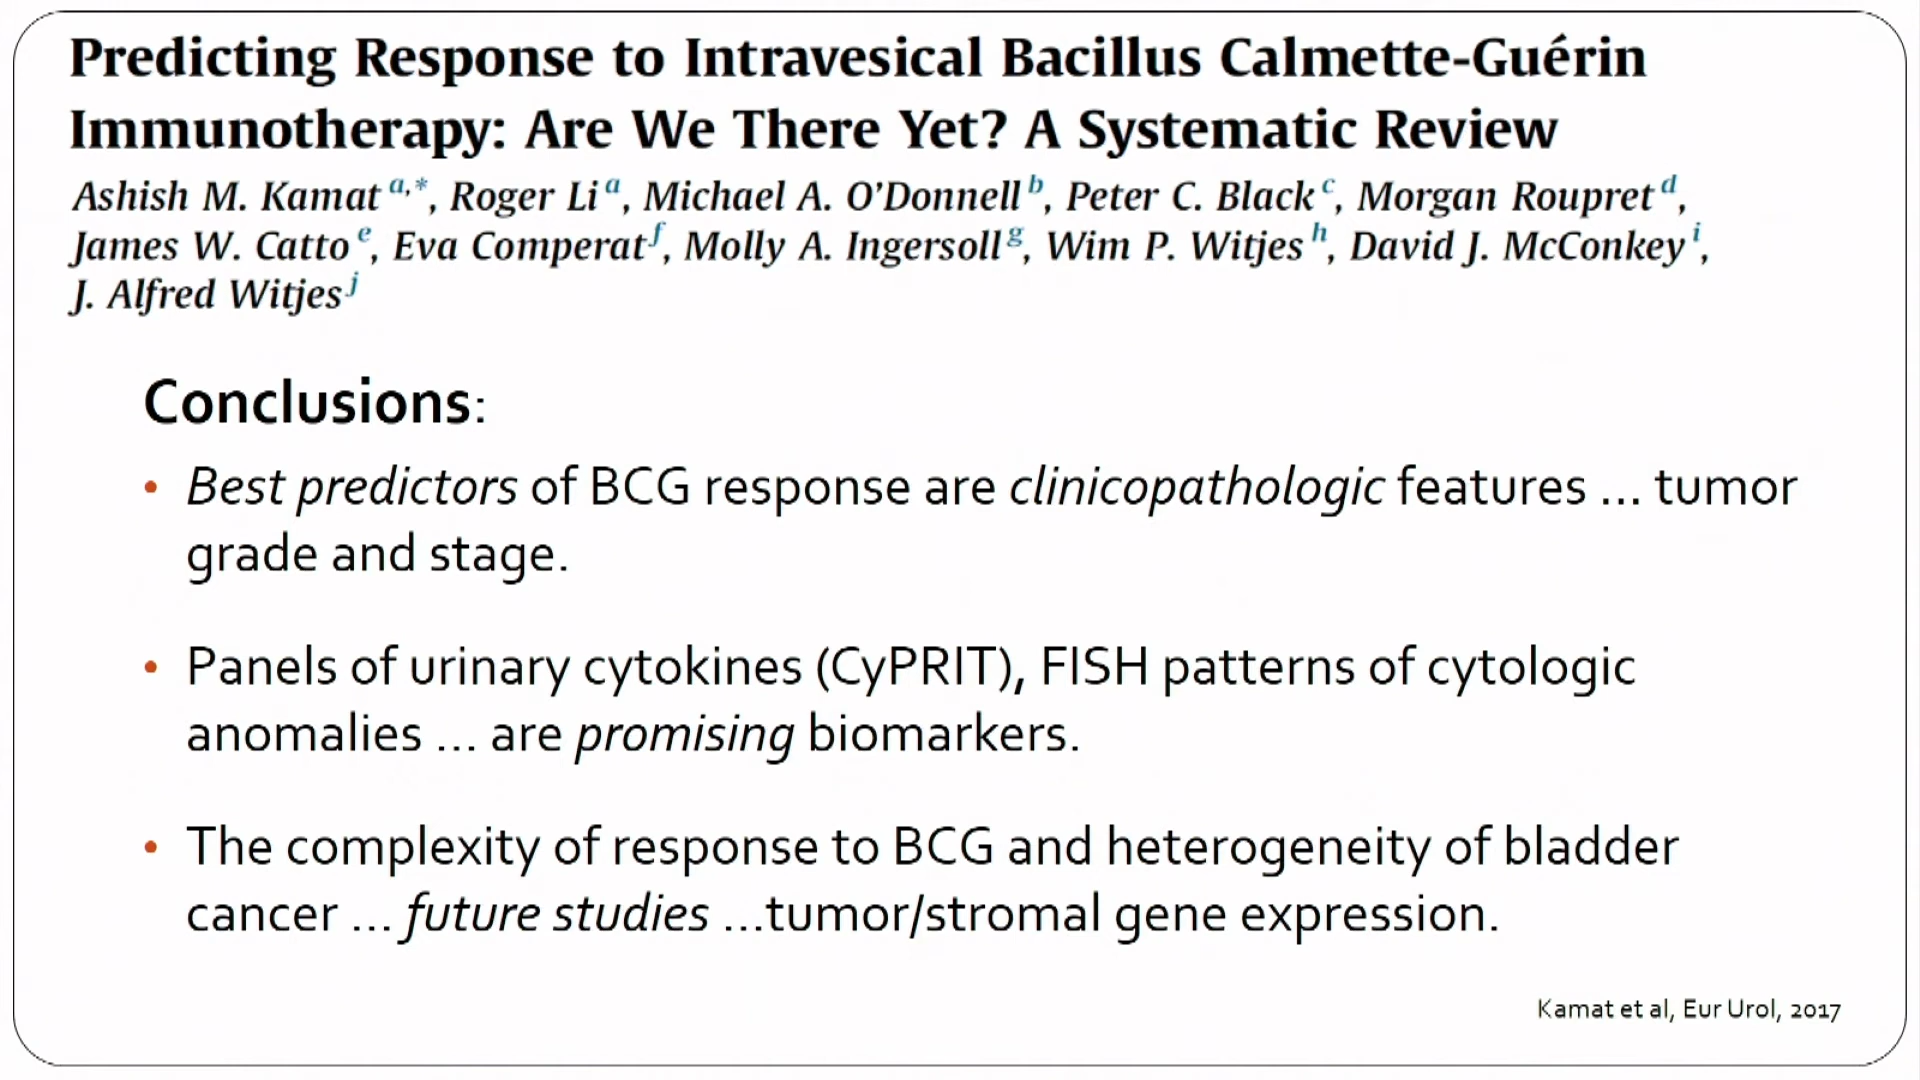 Predicting Response to Intravesical Bacillus Calmette-Guérin
Immunotherapy: Are We There Yet? A Systematic Review
Ashish M. Kamat a,*, Roger Li a, Michael A. O'Donnell b, Peter C. Black c, Morgan Roupret d,
James W. Catto e, Eva Comperat f, Molly A. Ingersoll g, Wim P. Witjes h, David J. McConkey i,
J. Alfred Witjes j
Conclusions:
• Best predictors of BCG response are clinicopathologic features ... tumor
grade and stage.
• Panels of urinary cytokines (CyPRIT), FISH patterns of cytologic
anomalies ... are promising biomarkers.
• The complexity of response to BCG and heterogeneity of bladder
cancer ... future studies ...tumor/stromal gene expression.
Kamat et al, Eur Urol, 2017